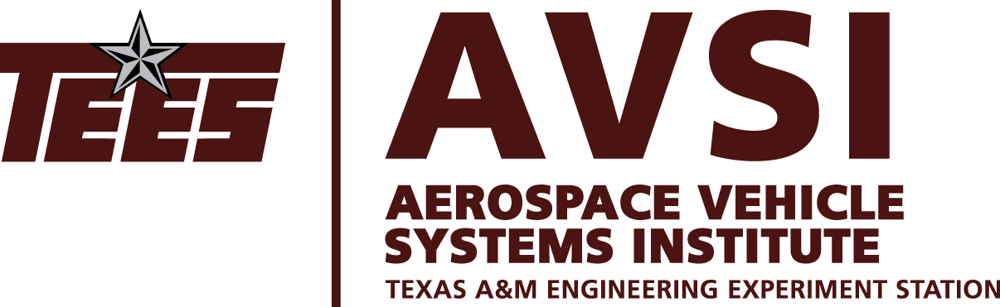 TEES
AVSI
AEROSPACE VEHICLE
SYSTEMS INSTITUTE
TEXAS A&M ENGINEERING EXPERIMENT STATION